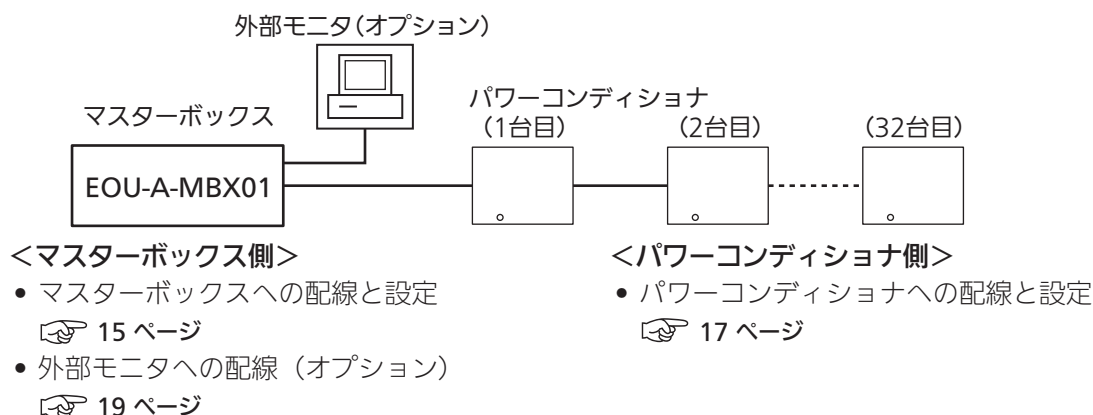 外部モニタ(オプション)
マスターボックス
パワーコンディショナ
(1台目)
(2台目)
(32台目)
EOU-A-MBX01
<マスターボックス側>
• マスターボックスへの配線と設定
☞ 15 ページ
• 外部モニタへの配線（オプション）
☞ 19 ページ
<パワーコンディショナ側>
• パワーコンディショナへの配線と設定
☞ 17 ページ